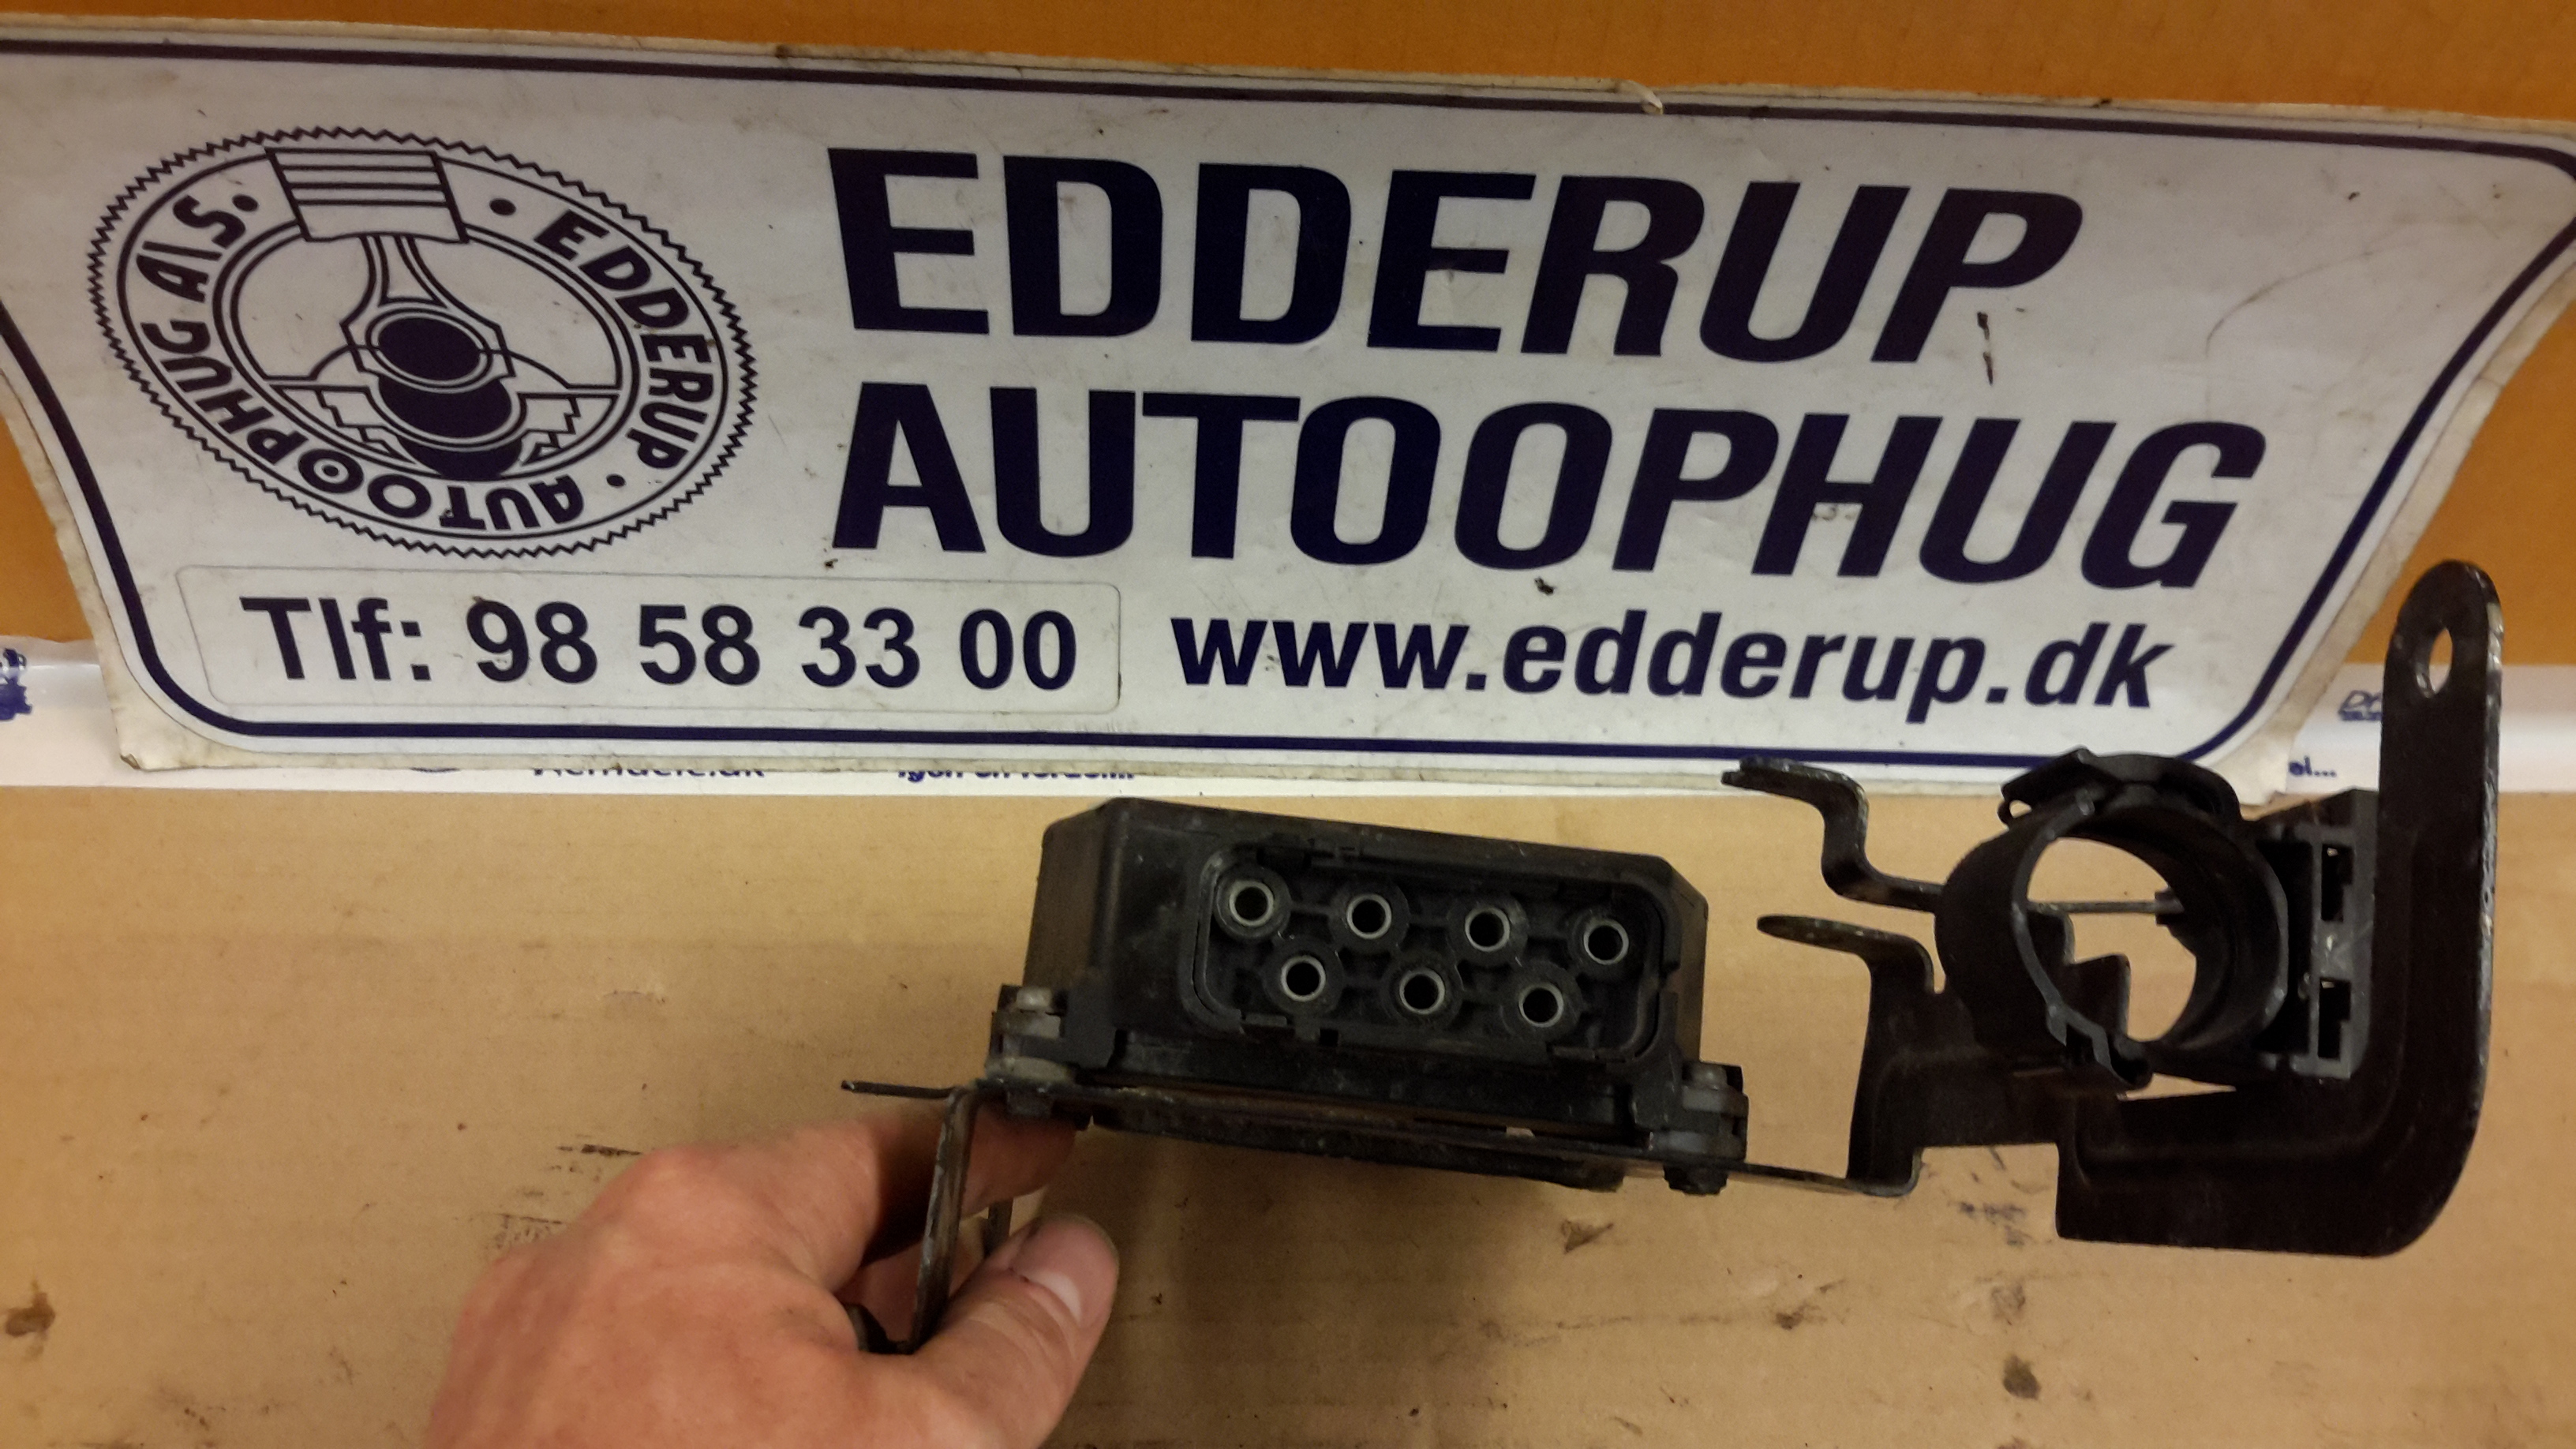 EDDERUP · AUTOOPHUG A|S. ·
EDDERUP
AUTOOPHUG
Tlf: 98 58 33 00
www.edderup.dk